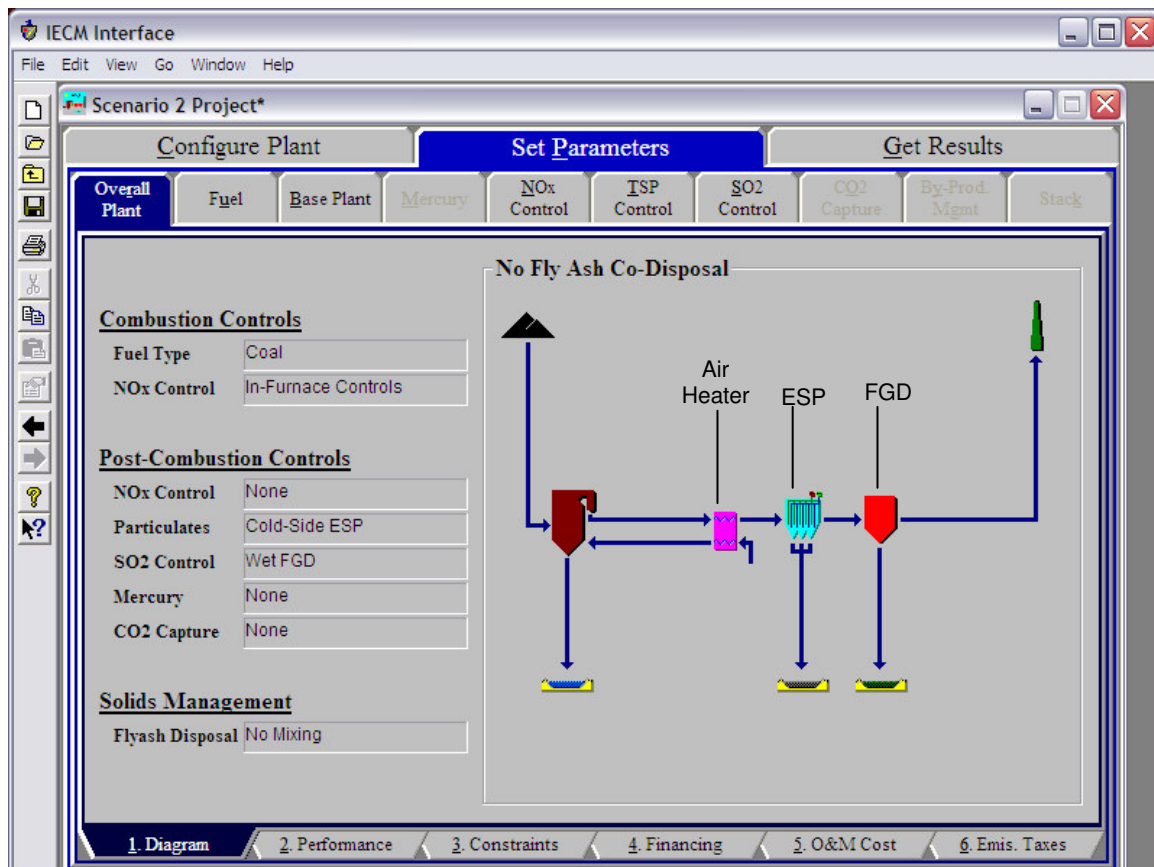 IECM Interface
File Edit View Go Window Help
Scenario 2 Project*
Configure Plant Set Parameters Get Results
Overall Plant Fuel Base Plant Mercury NOx Control TSP Control SO2 Control CO2 Capture By-Prod. Mgmt Stack
No Fly Ash Co-Disposal
Combustion Controls
Fuel Type Coal
NOx Control In-Furnace Controls
Post-Combustion Controls
NOx Control None
Particulates Cold-Side ESP
SO2 Control Wet FGD
Mercury None
CO2 Capture None
Solids Management
Flyash Disposal No Mixing
Air
Heater
ESP
FGD
1. Diagram 2. Performance 3. Constraints 4. Financing 5. O&M Cost 6. Emis. Taxes